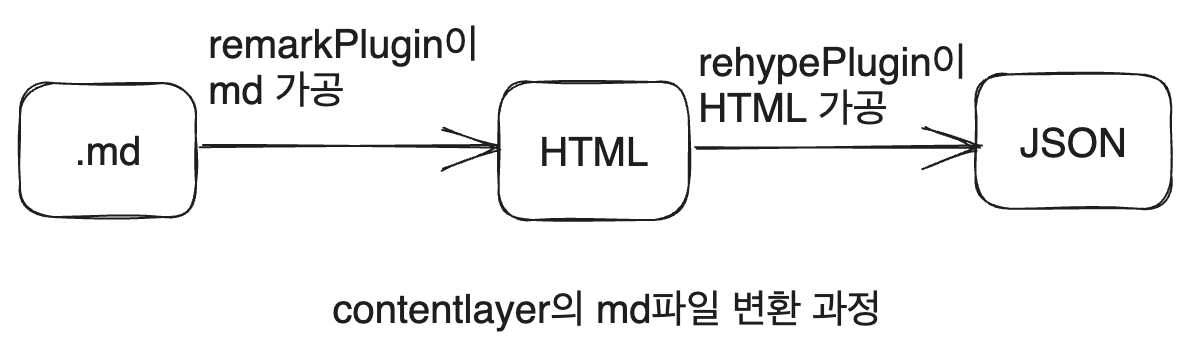 remarkPlugin이
md 가공
rehypePlugin이
HTML 가공
.md
HTML
JSON
contentlayer의 md파일 변환 과정